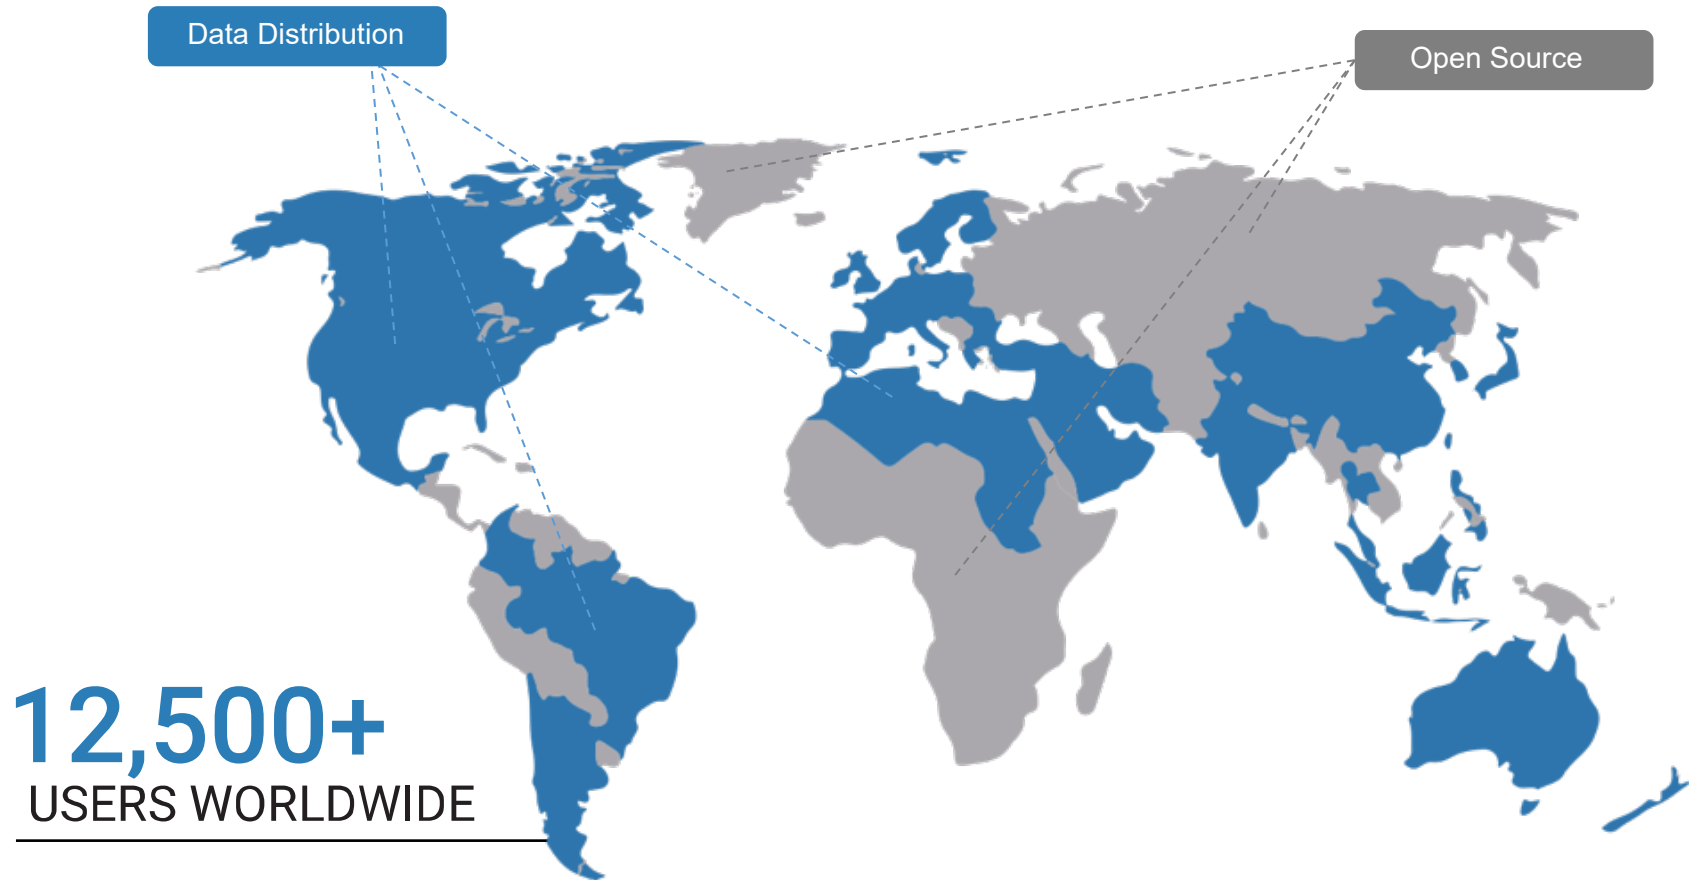 Data Distribution
Open Source
12,500+
USERS WORLDWIDE